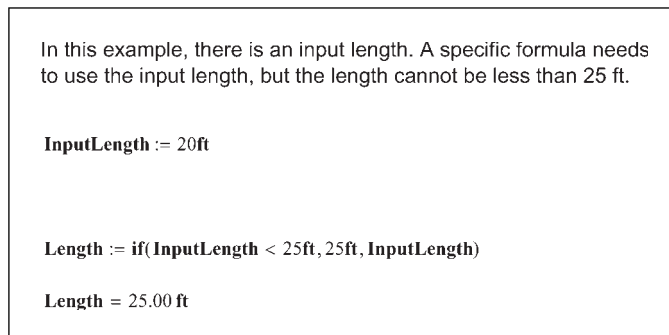 In this example, there is an input length. A specific formula needs
to use the input length, but the length cannot be less than 25 ft.
InputLength := 20ft
Length := if(InputLength < 25ft, 25ft, InputLength)
Length = 25.00 ft